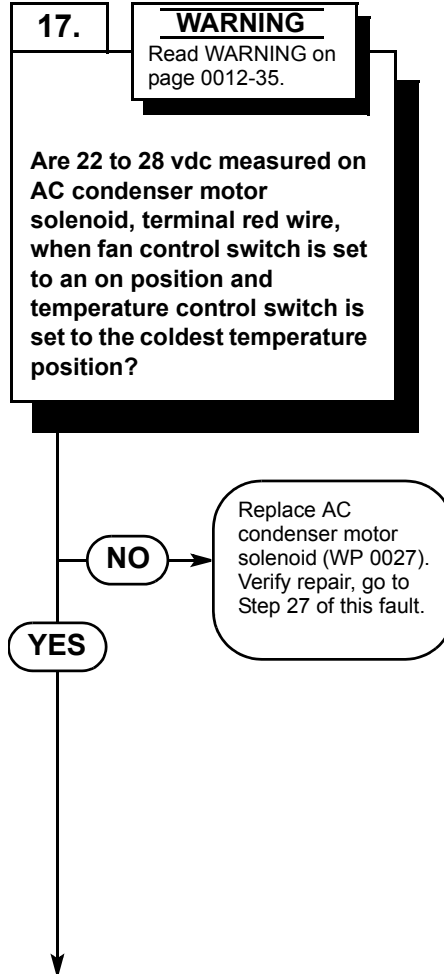 17.
WARNING
Read WARNING on
page 0012-35.
Are 22 to 28 vdc measured on
AC condenser motor
solenoid, terminal red wire,
when fan control switch is set
to an on position and
temperature control switch is
set to the coldest temperature
position?
NO
Replace AC
condenser motor
solenoid (WP 0027).
Verify repair, go to
Step 27 of this fault.
YES